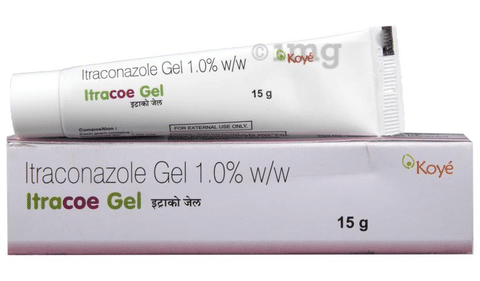 1mg
Itraconazole Gel 1.0% w/w
Koyé
Itracoe Gel
इट्राको जेल
15 g
Composition :
FOR EXTERNAL USE ONLY.
Itraconazole Gel 1.0% w/w
Koyé
Itracoe Gel इट्राको जेल
15 g